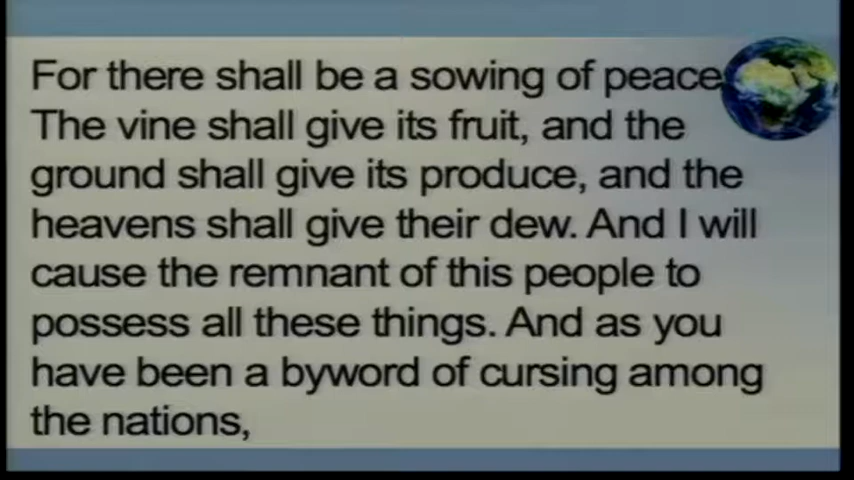 For there shall be a sowing of peace
The vine shall give its fruit, and the
ground shall give its produce, and the
heavens shall give their dew. And I will
cause the remnant of this people to
possess all these things. And as you
have been a byword of cursing among
the nations,